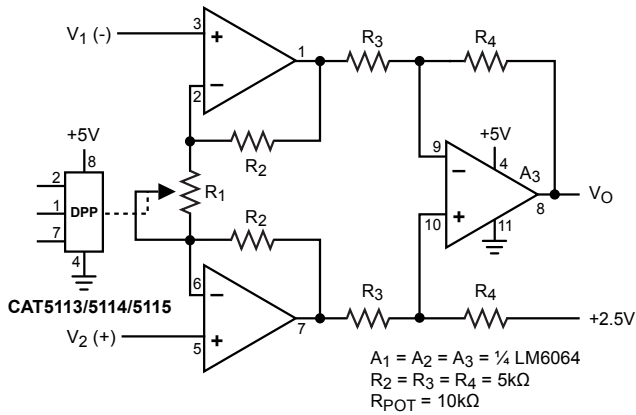 V1 (-)
3
+
1
R3
R4
–
2
+5V
8
R2
+5V
9
4
A3
2
R1
–
1
DPP
VO
8
7
+
10
11
R2
4
6
–
CAT5113/5114/5115
R3
R4
7
+2.5V
V2 (+)
5
+
A1 = A2 = A3 = ¼ LM6064
R2 = R3 = R4 = 5kΩ
RPOT = 10kΩ